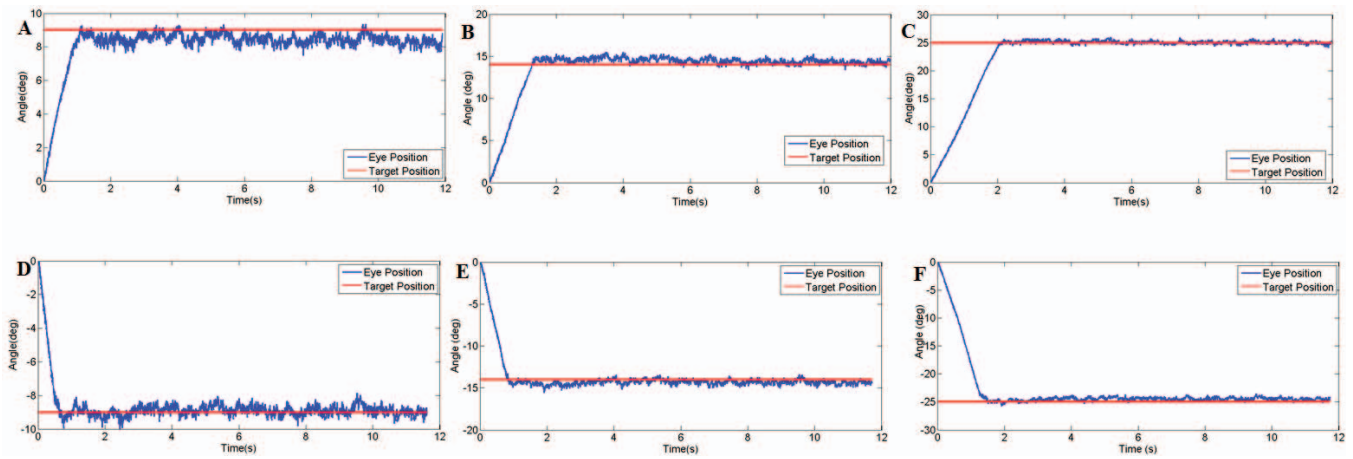 A
Angle(deg)
10
8
6
4
2
0
Eye Position
Target Position
0 2 4 6 8 10 12
Time(s)
B
Angle (deg)
20
15
10
5
0
Eye Position
Target Position
0 2 4 6 8 10 12
Time(s)
C
Angle(deg)
30
25
20
15
10
5
0
Eye Position
Target Position
0 2 4 6 8 10 12
Time(s)
D
Angle(deg)
0
-2
-4
-6
-8
-10
Eye Position
Target Position
0 2 4 6 8 10 12
Time(s)
E
Angle (deg)
0
-5
-10
-15
-20
Eye Position
Target Position
0 2 4 6 8 10 12
Time(s)
F
Angle (deg)
0
-5
-10
-15
-20
-25
-30
Eye Position
Target Position
0 2 4 6 8 10 12
Time (s)